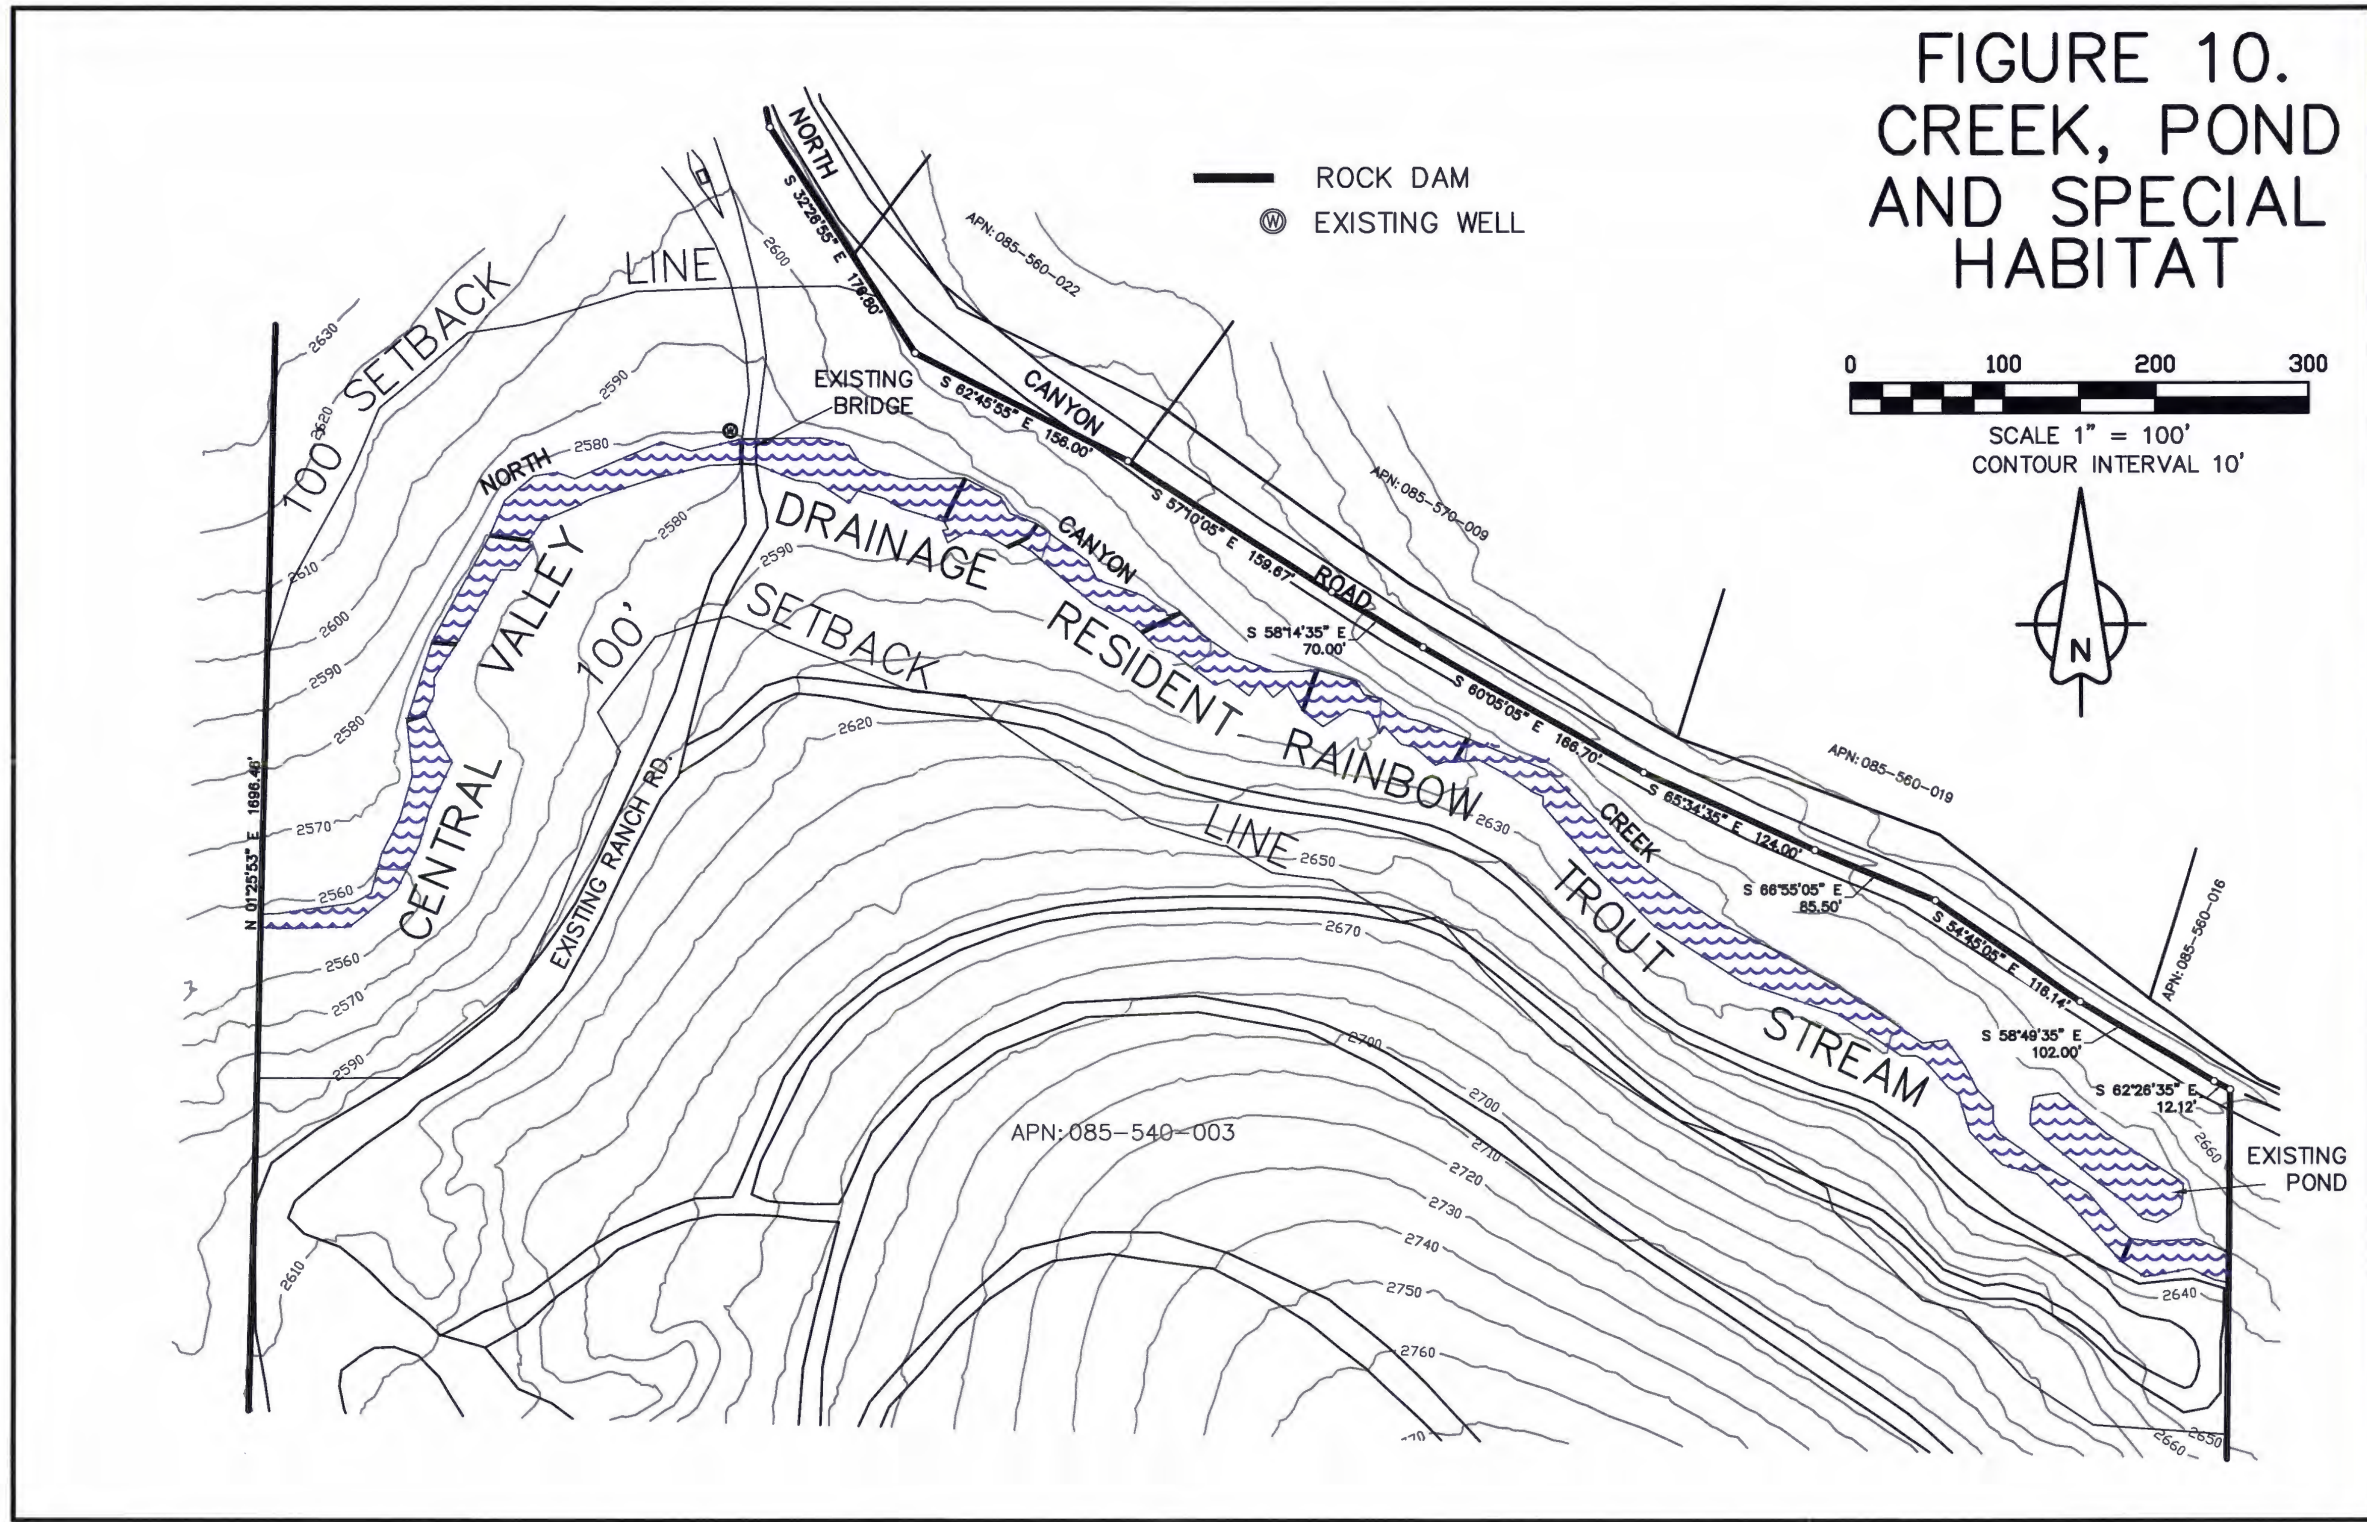 FIGURE 10.
CREEK, POND
AND SPECIAL
HABITAT
ROCK DAM
W EXISTING WELL
0 100 200 300
SCALE 1" = 100'
CONTOUR INTERVAL 10'
N
NORTH
CANYON
ROAD
S 32°26'55" E 176.80'
S 62°45'55" E 156.00'
S 57°10'05" E 159.67'
S 58°14'35" E
70.00'
S 60°05'05" E 166.70'
S 65°34'35" E 124.00'
S 66°55'05" E
85.50'
S 54°45'05" E 116.14'
S 58°49'35" E
102.00'
S 62°26'35" E
12.12'
N 01°25'53" E 1696.48'
APN: 085-560-022
APN: 085-570-009
APN: 085-560-019
APN: 085-560-016
APN: 085-540-003
100' SETBACK LINE
100' SETBACK LINE
EXISTING
BRIDGE
W
NORTH
CANYON
CREEK
CENTRAL VALLEY DRAINAGE RESIDENT RAINBOW TROUT STREAM
EXISTING RANCH RD.
EXISTING
POND
2630
2620
2610
2600
2590
2580
2570
2560
2560
2570
2590
2610
2600
2590
2580
2580
2590
2620
2630
2650
2670
2700
2700
2710
2720
2730
2740
2750
2760
2660
2640
2650
2660